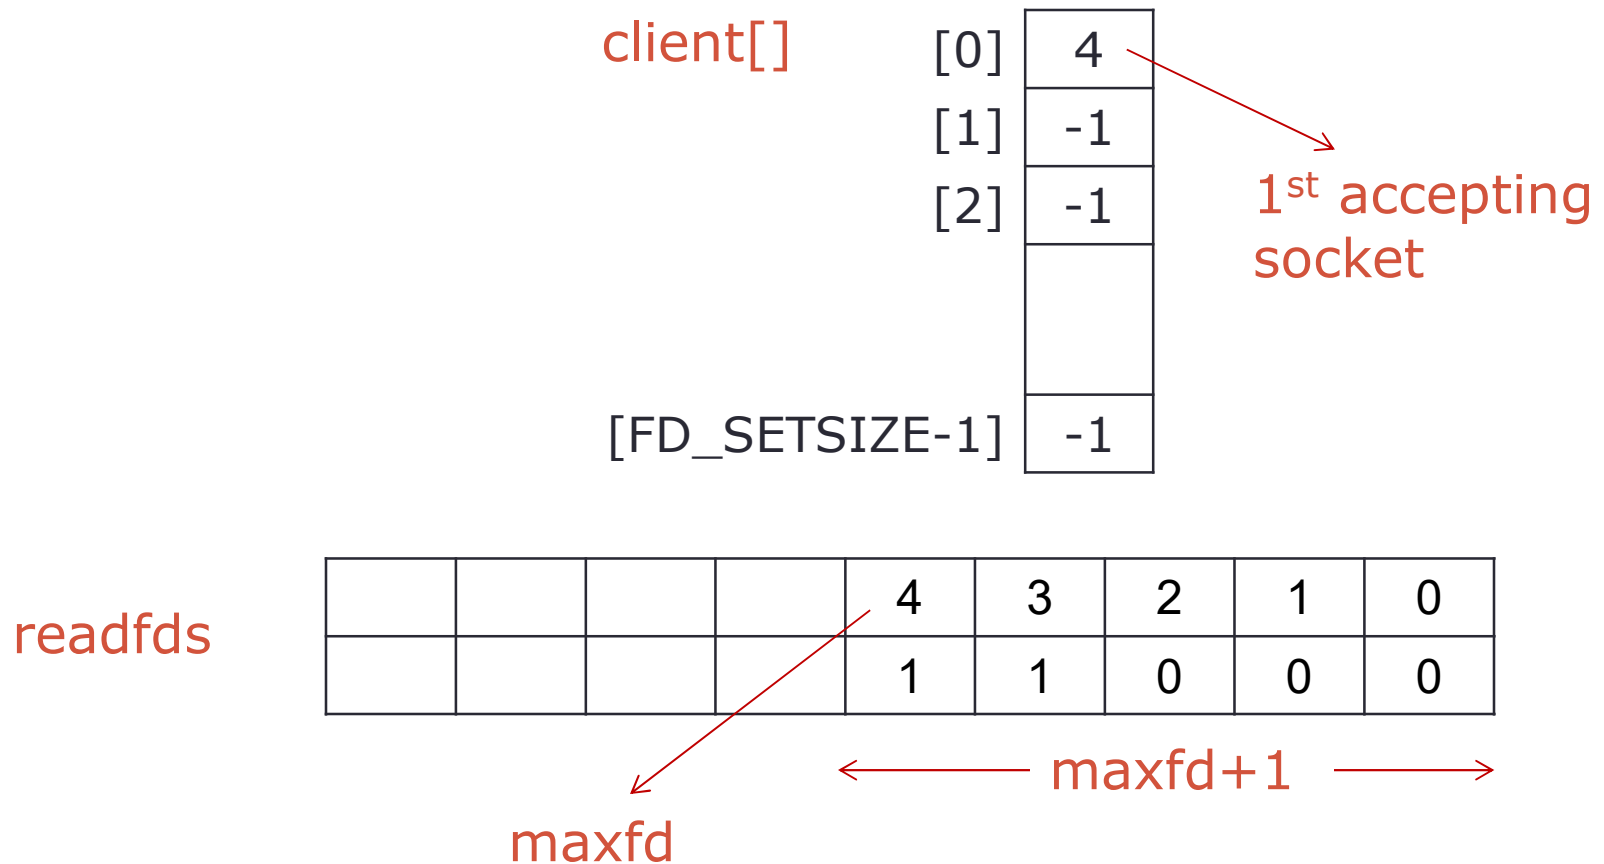 client[] [0] 4
[1] -1
[2] -1
1st accepting
socket
[FD_SETSIZE-1] -1
4 3 2 1 0
readfds
1 1 0 0 0
maxfd+1
maxfd